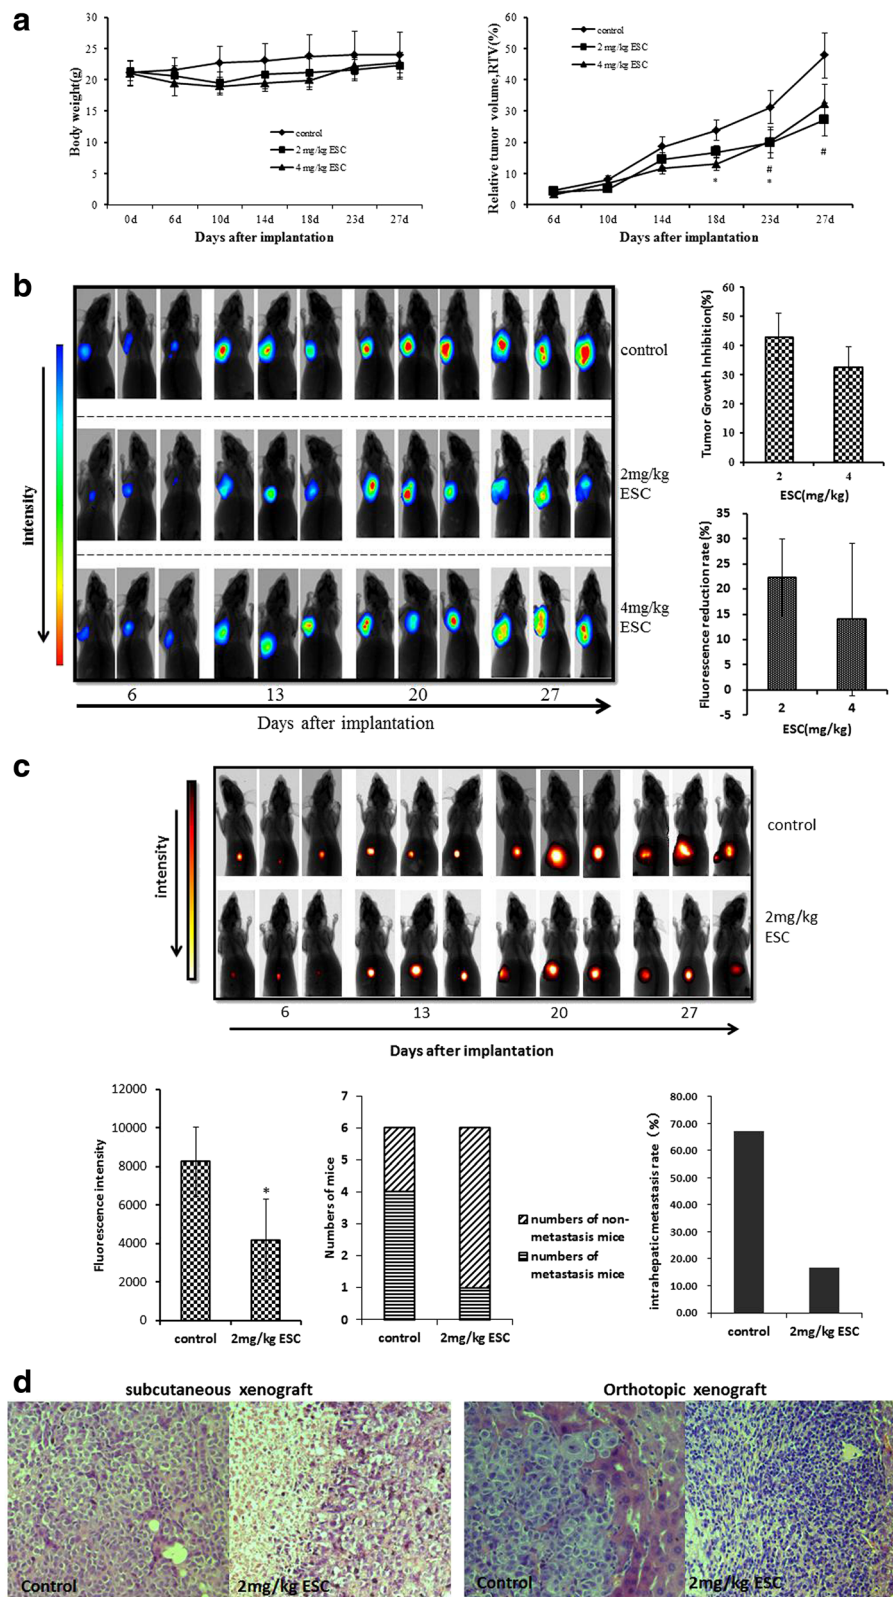 a
30
25
20
15
10
5
0
Body weight(g)
control
2 mg/kg ESC
4 mg/kg ESC
0d 6d 10d 14d 18d 23d 27d
Days after implantation
60
50
40
30
20
10
0
Relative tumor volume,RTV(%)
control
2 mg/kg ESC
4 mg/kg ESC
*
#
*
#
6d 10d 14d 18d 23d 27d
Days after implantation
b
intensity
control
2mg/kg
ESC
4mg/kg
ESC
6 13 20 27
Days after implantation
60
50
40
30
20
10
0
Tumor Growth Inhibition(%)
2 4
ESC(mg/kg)
35
30
25
20
15
10
5
0
-5
Fluorescence reduction rate (%)
2 4
ESC(mg/kg)
c
intensity
control
2mg/kg
ESC
6 13 20 27
Days after implantation
12000
10000
8000
6000
4000
2000
0
Fluorescence intensity
*
control 2mg/kg ESC
7
6
5
4
3
2
1
0
Numbers of mice
control 2mg/kg ESC
numbers of non-
metastasis mice
numbers of
metastasis mice
80.00
70.00
60.00
50.00
40.00
30.00
20.00
10.00
0.00
intrahepatic metastasis rate (%)
control 2mg/kg ESC
d
subcutaneous xenograft
Orthotopic xenograft
Control
2mg/kg ESC
Control
2mg/kg ESC